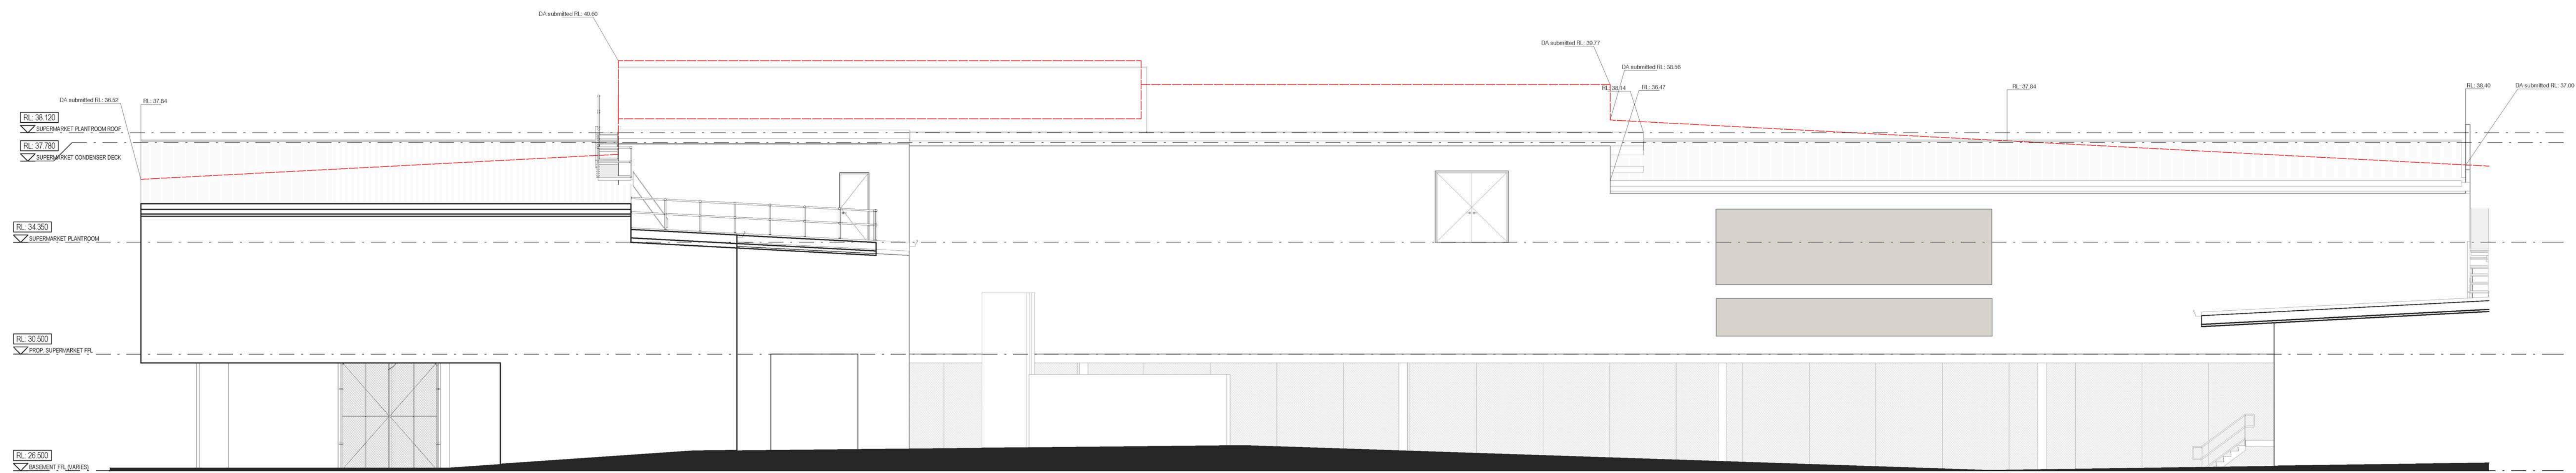 DA submitted RL: 40.60
DA submitted RL: 39.77
DA submitted RL: 38.56
DA submitted RL: 36.52
RL: 37.84
RL: 38.14
RL: 36.47
RL: 37.84
RL: 38.40
DA submitted RL: 37.00
RL: 38.120
SUPERMARKET PLANTROOM ROOF
RL: 37.780
SUPERMARKET CONDENSER DECK
RL: 34.350
SUPERMARKET PLANTROOM
RL: 30.500
PROP. SUPERMARKET FFL
RL: 26.500
BASEMENT FFL (VARIES)